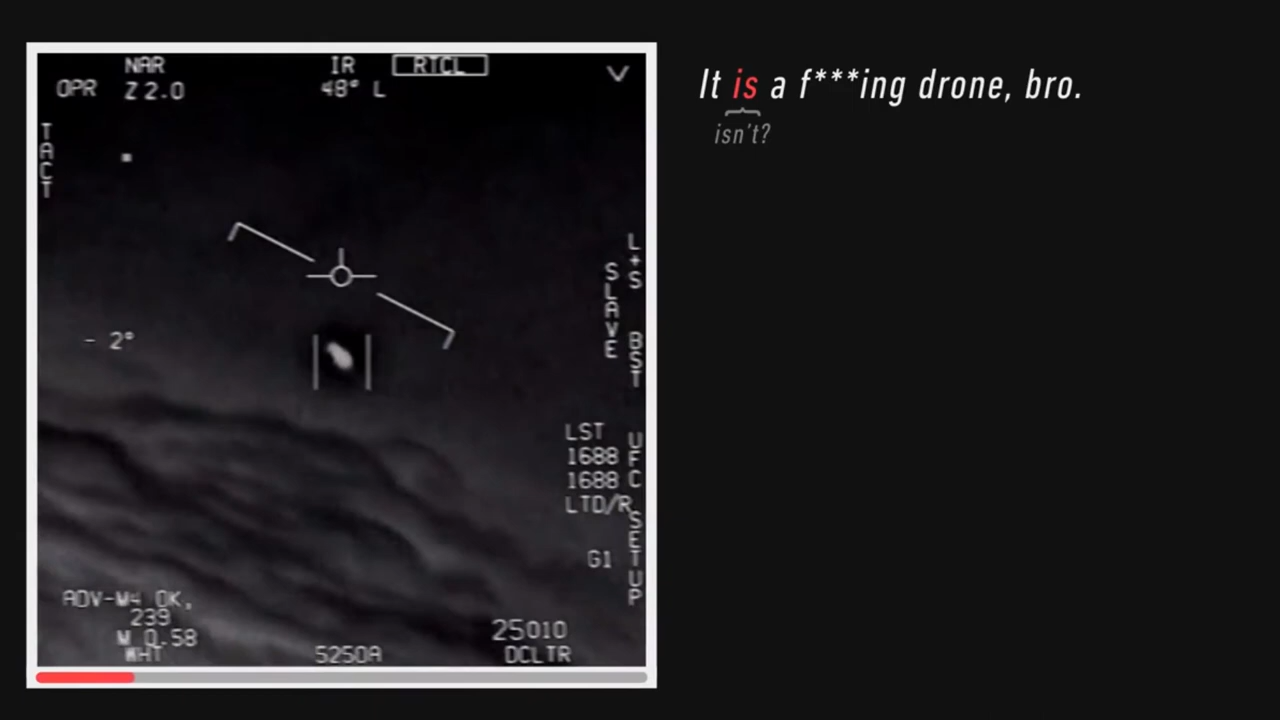 NAR IR RTCL
OPR Z 2.0 48° L
TACT
- 2°
L+S
SLAVE
BST
LST
1688
1688
UFC
LTD/R
SETUP
G1
ADV-M4 OK,
239
M 0.58
WHT
5250A
25010
DCLTR
It is a f***ing drone, bro.
isn't?